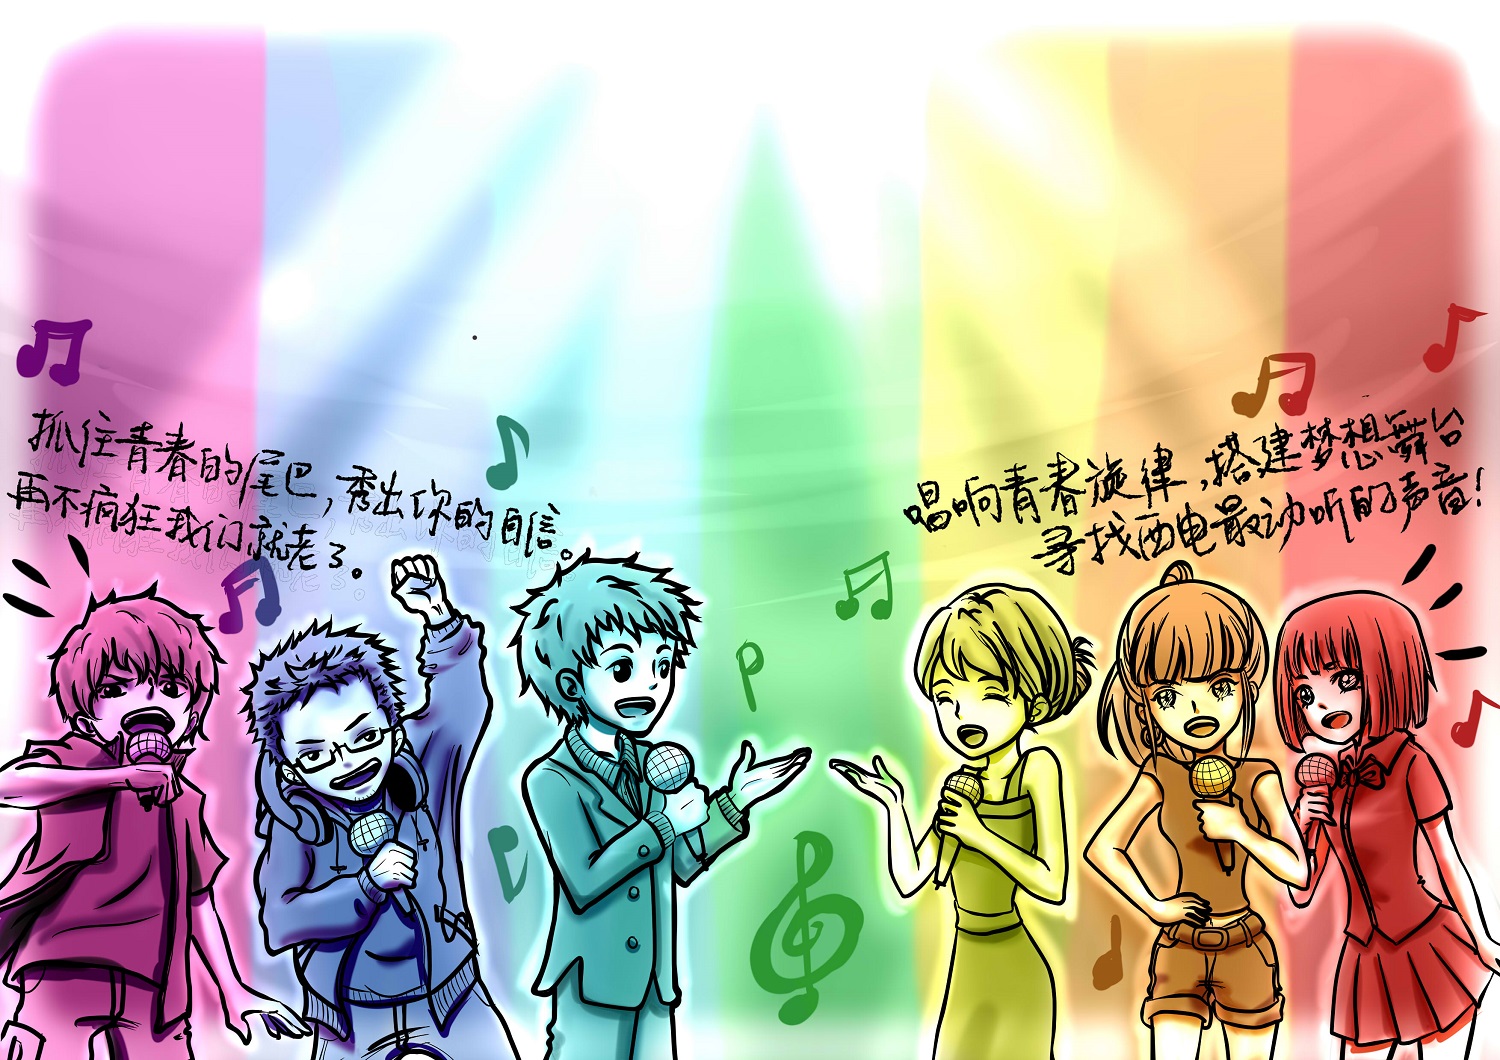 抓住青春的尾巴,秀出你的自信。
再不疯狂我们就老了。
唱响青春旋律,搭建梦想舞台
寻找西电最动听的声音!